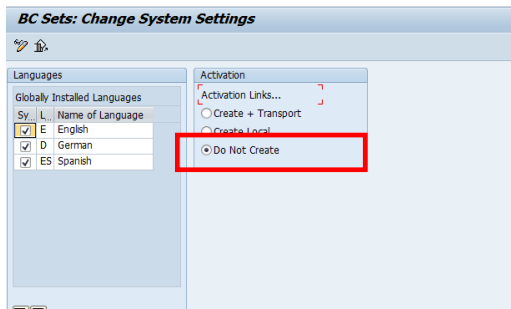 BC Sets: Change System Settings
Languages
Globally Installed Languages
Sy... L... Name of Language
E English
D German
ES Spanish
Activation
Activation Links...
Create + Transport
Create Local
Do Not Create